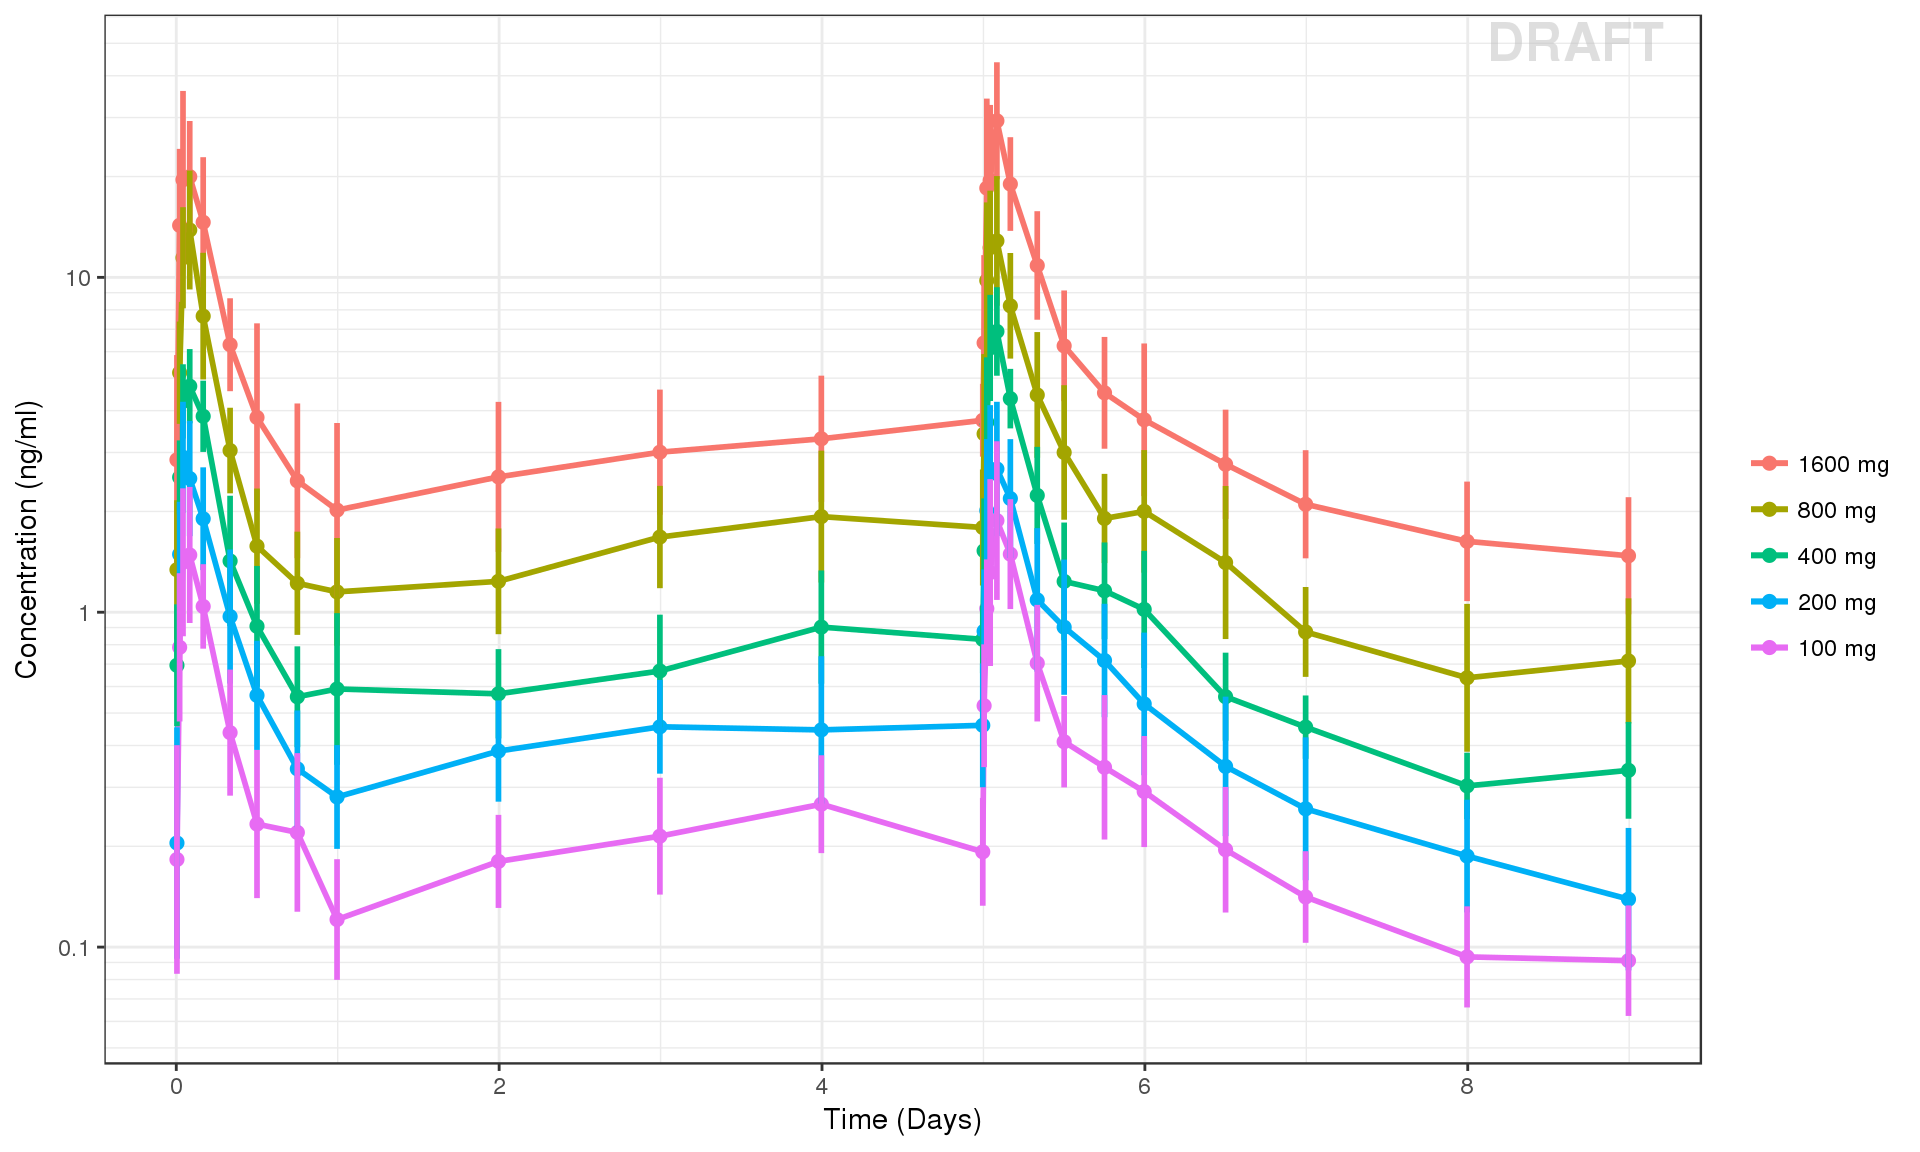 DRAFT
Concentration (ng/ml)
10
1
0.1
0 2 4 6 8
Time (Days)
1600 mg
800 mg
400 mg
200 mg
100 mg